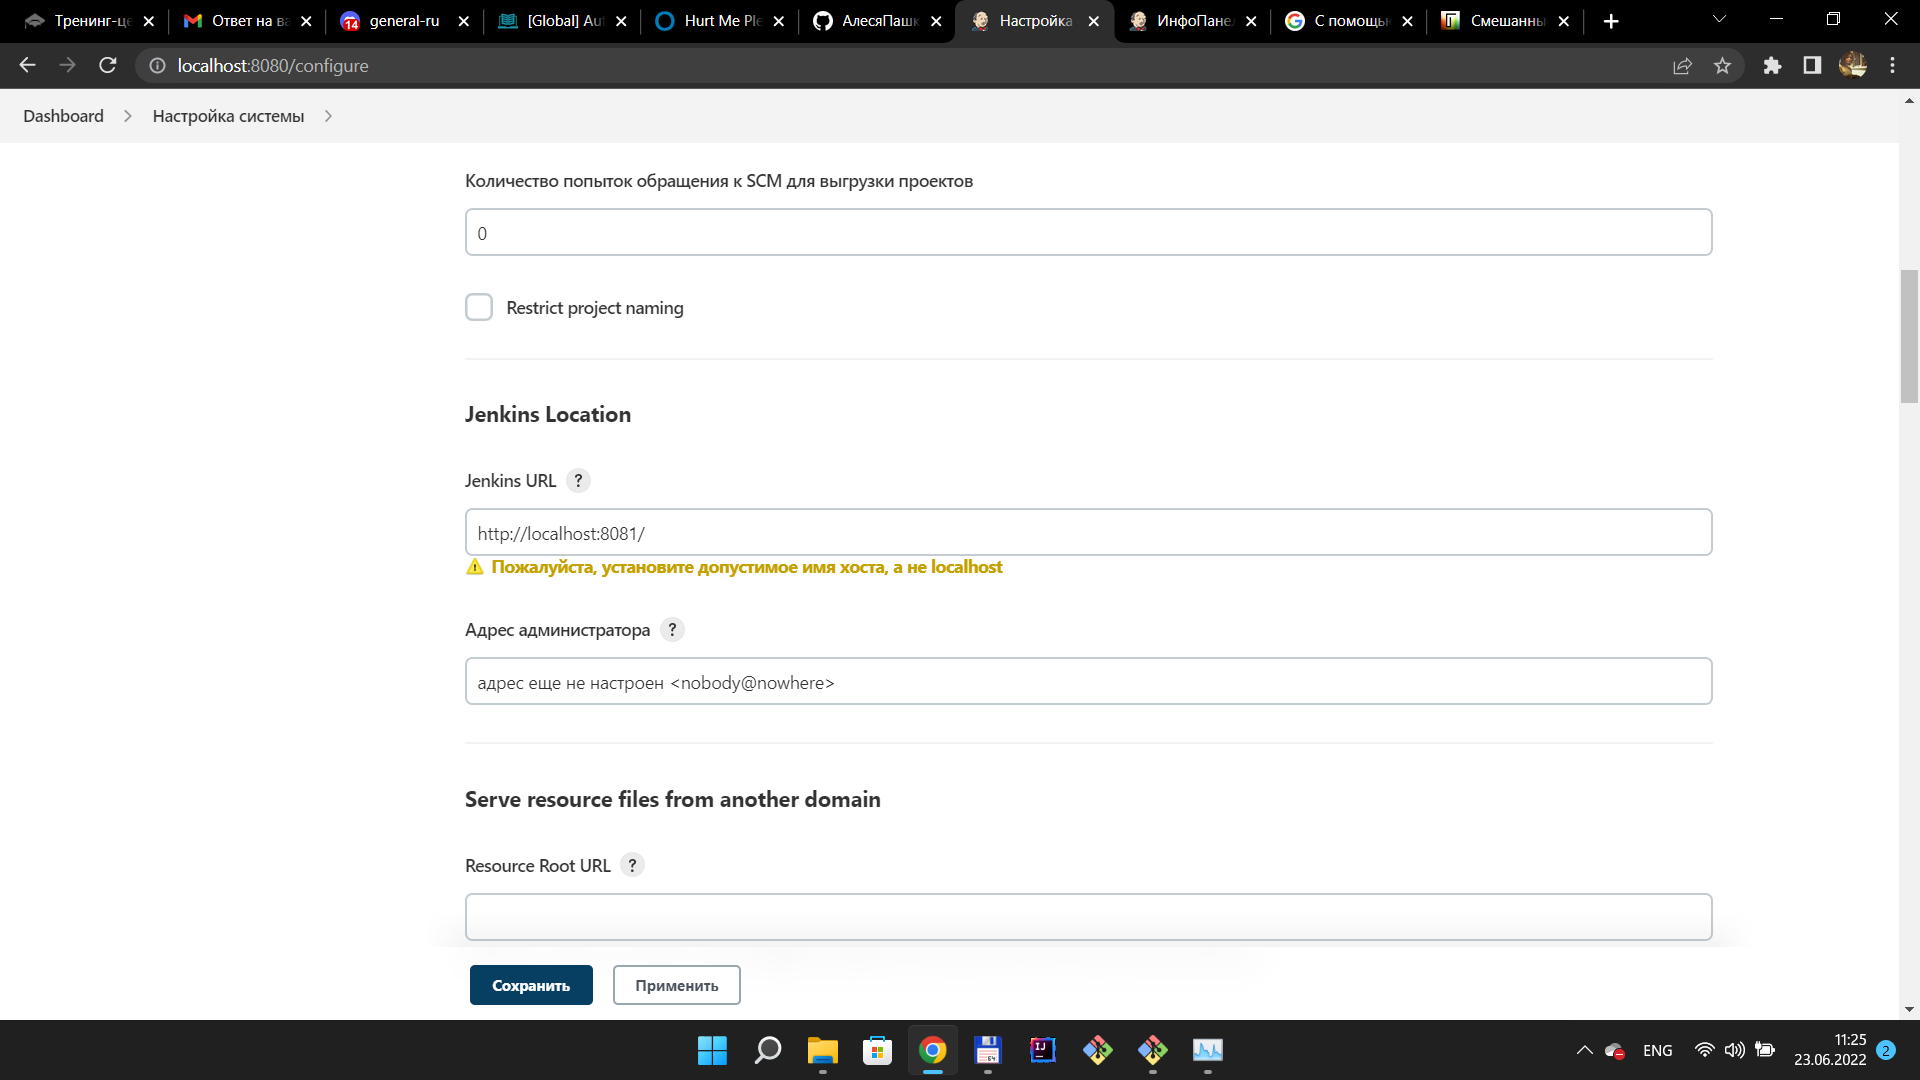 Тренинг-це
Ответ на ва
14
general-ru
[Global] Au
Hurt Me Ple
АлесяПашк
Настройка
ИнфоПане
С помощь
Смешанны
localhost:8080/configure
Dashboard
Настройка системы
Количество попыток обращения к SCM для выгрузки проектов
0
Restrict project naming
Jenkins Location
Jenkins URL ?
http://localhost:8081/
Пожалуйста, установите допустимое имя хоста, а не localhost
Адрес администратора ?
адрес еще не настроен <nobody@nowhere>
Serve resource files from another domain
Resource Root URL ?
Сохранить
Применить
64
IJ
ENG
11:25
23.06.2022
2